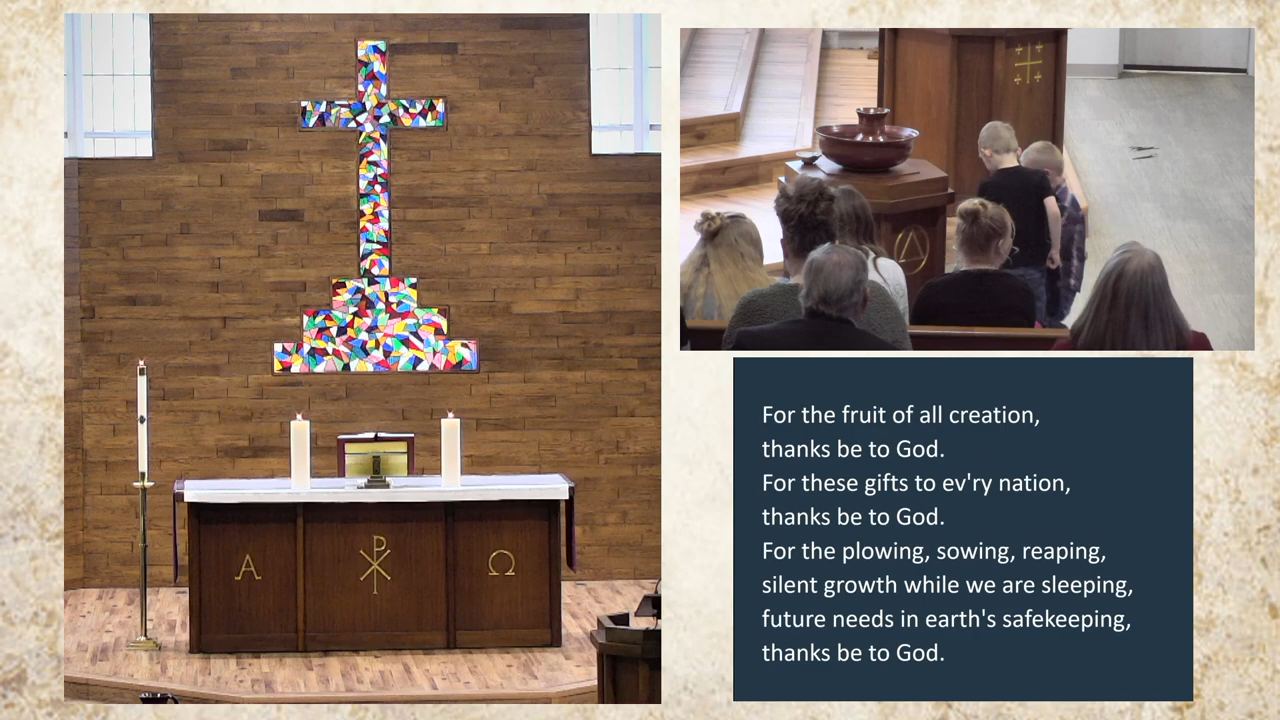 Α
☧
Ω
For the fruit of all creation,
thanks be to God.
For these gifts to ev'ry nation,
thanks be to God.
For the plowing, sowing, reaping,
silent growth while we are sleeping,
future needs in earth's safekeeping,
thanks be to God.